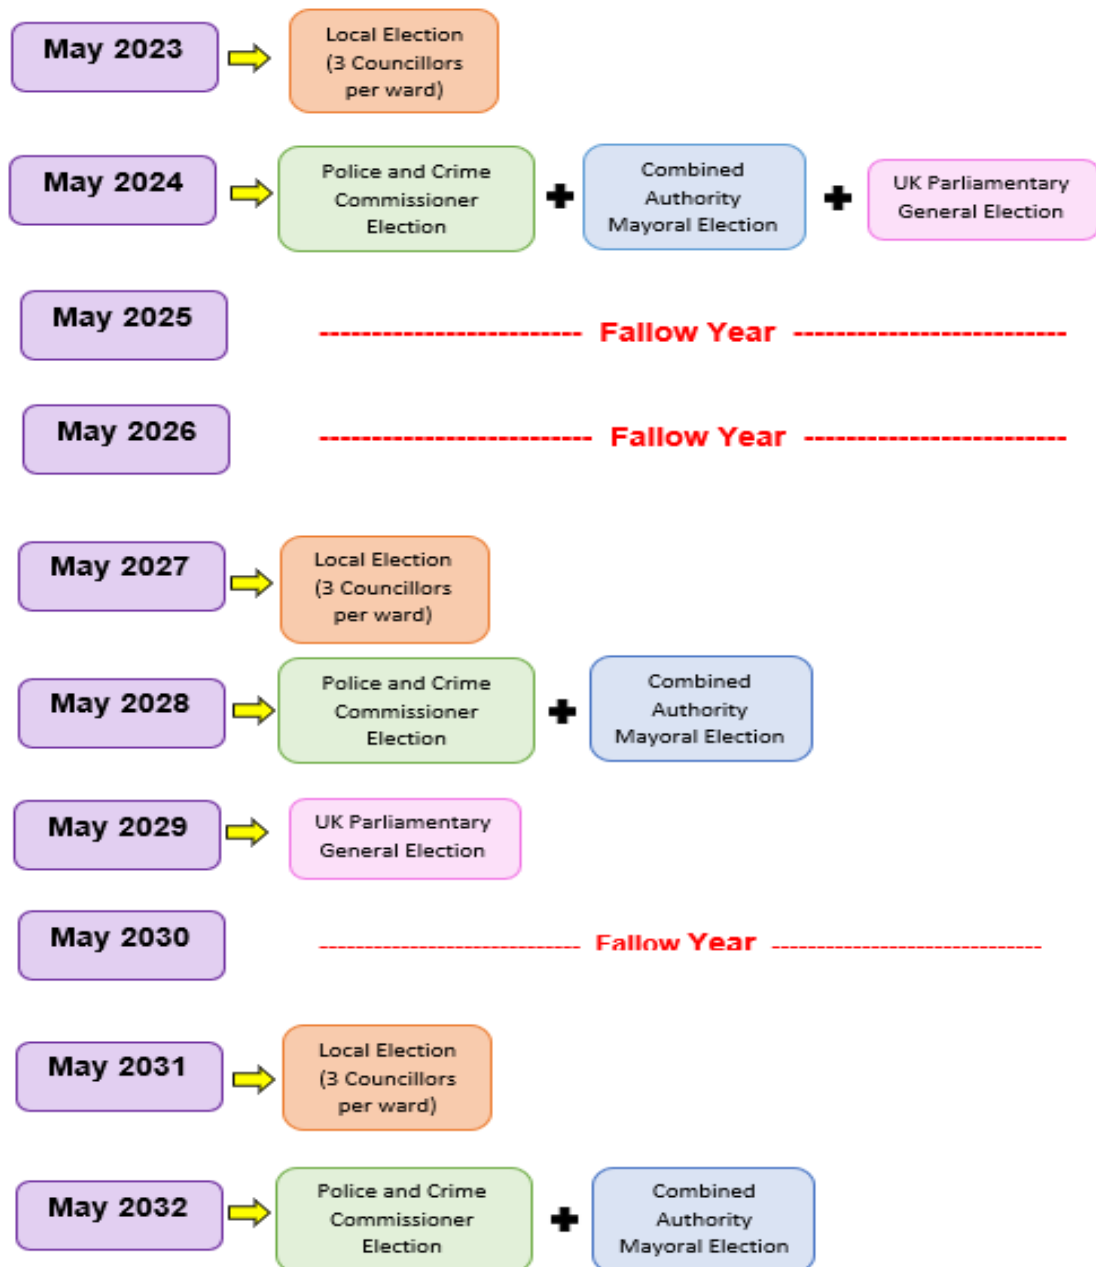 May 2023
Local Election
(3 Councillors
per ward)
May 2024
Police and Crime
Commissioner
Election
Combined
Authority
Mayoral Election
UK Parliamentary
General Election
May 2025
Fallow Year
May 2026
Fallow Year
May 2027
Local Election
(3 Councillors
per ward)
May 2028
Police and Crime
Commissioner
Election
Combined
Authority
Mayoral Election
May 2029
UK Parliamentary
General Election
May 2030
Fallow Year
May 2031
Local Election
(3 Councillors
per ward)
May 2032
Police and Crime
Commissioner
Election
Combined
Authority
Mayoral Election